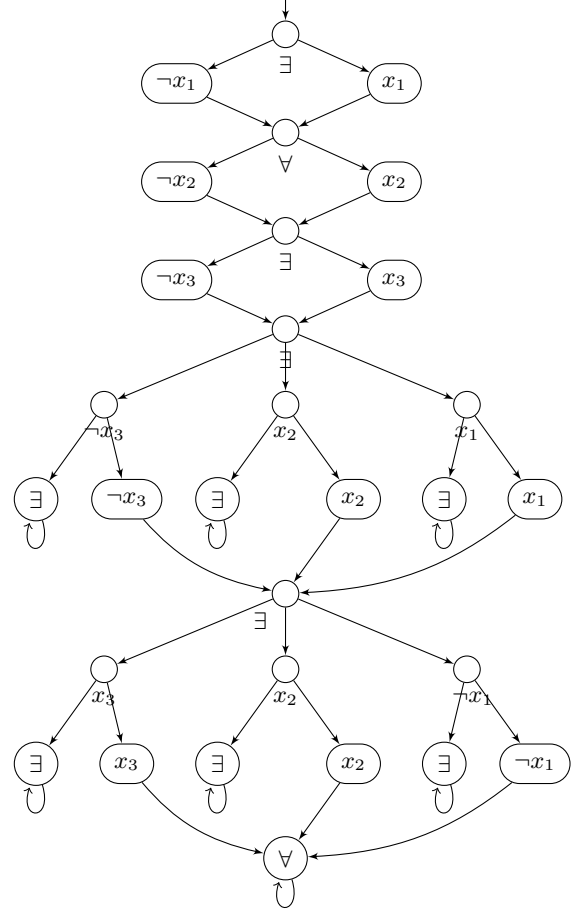 ∃
¬x₁ x₁
∀
¬x₂ x₂
∃
¬x₃ x₃
∃
¬x₃ x₂ x₁
∃ ¬x₃ ∃ x₂ ∃ x₁
∃
x₃ x₂ ¬x₁
∃ x₃ ∃ x₂ ∃ ¬x₁
∀